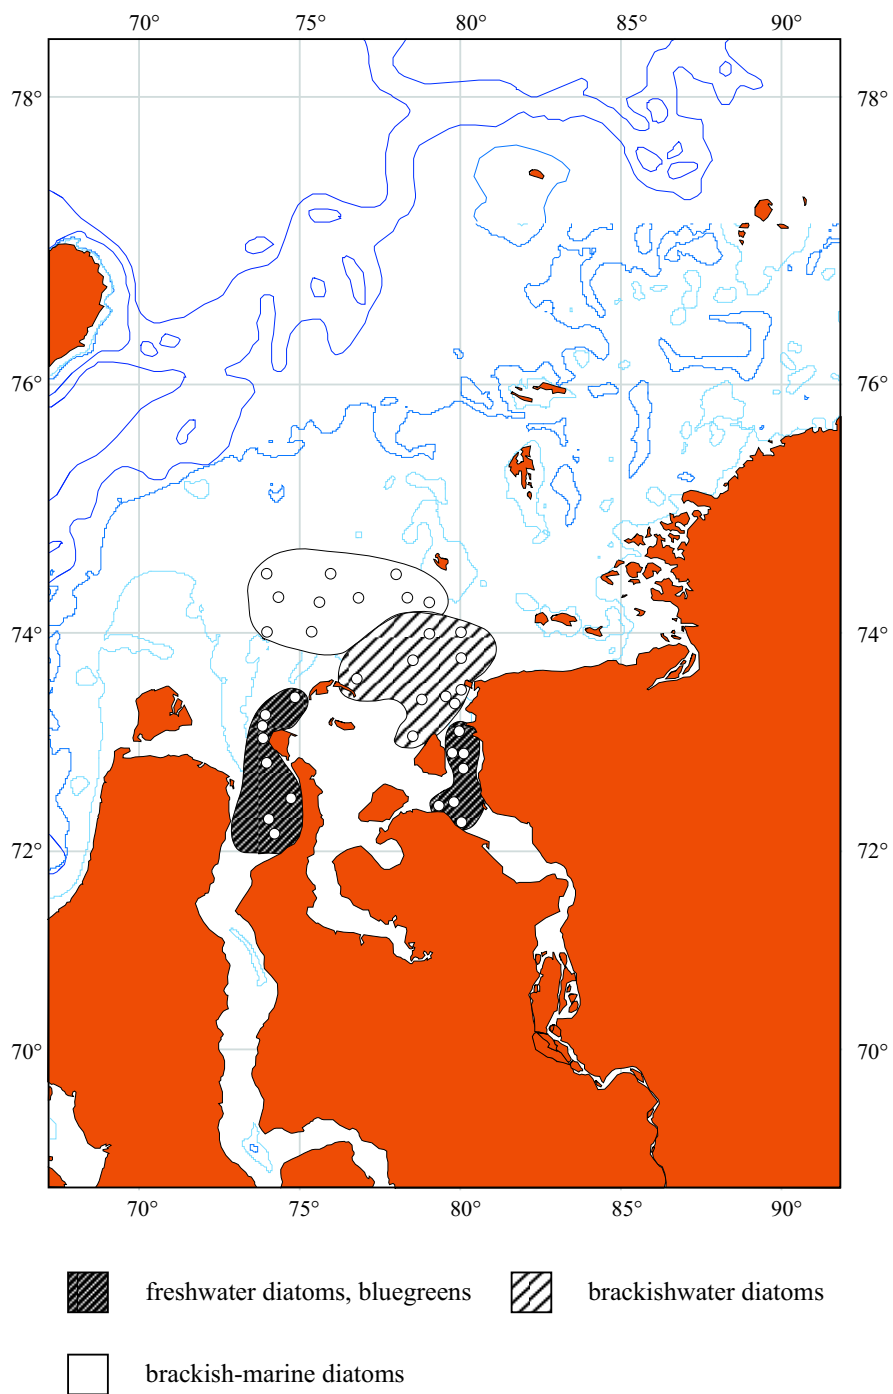 70° 75° 80° 85° 90°
78° 78°
76° 76°
74° 74°
72° 72°
70° 70°
70° 75° 80° 85° 90°
freshwater diatoms, bluegreens brackishwater diatoms
brackish-marine diatoms